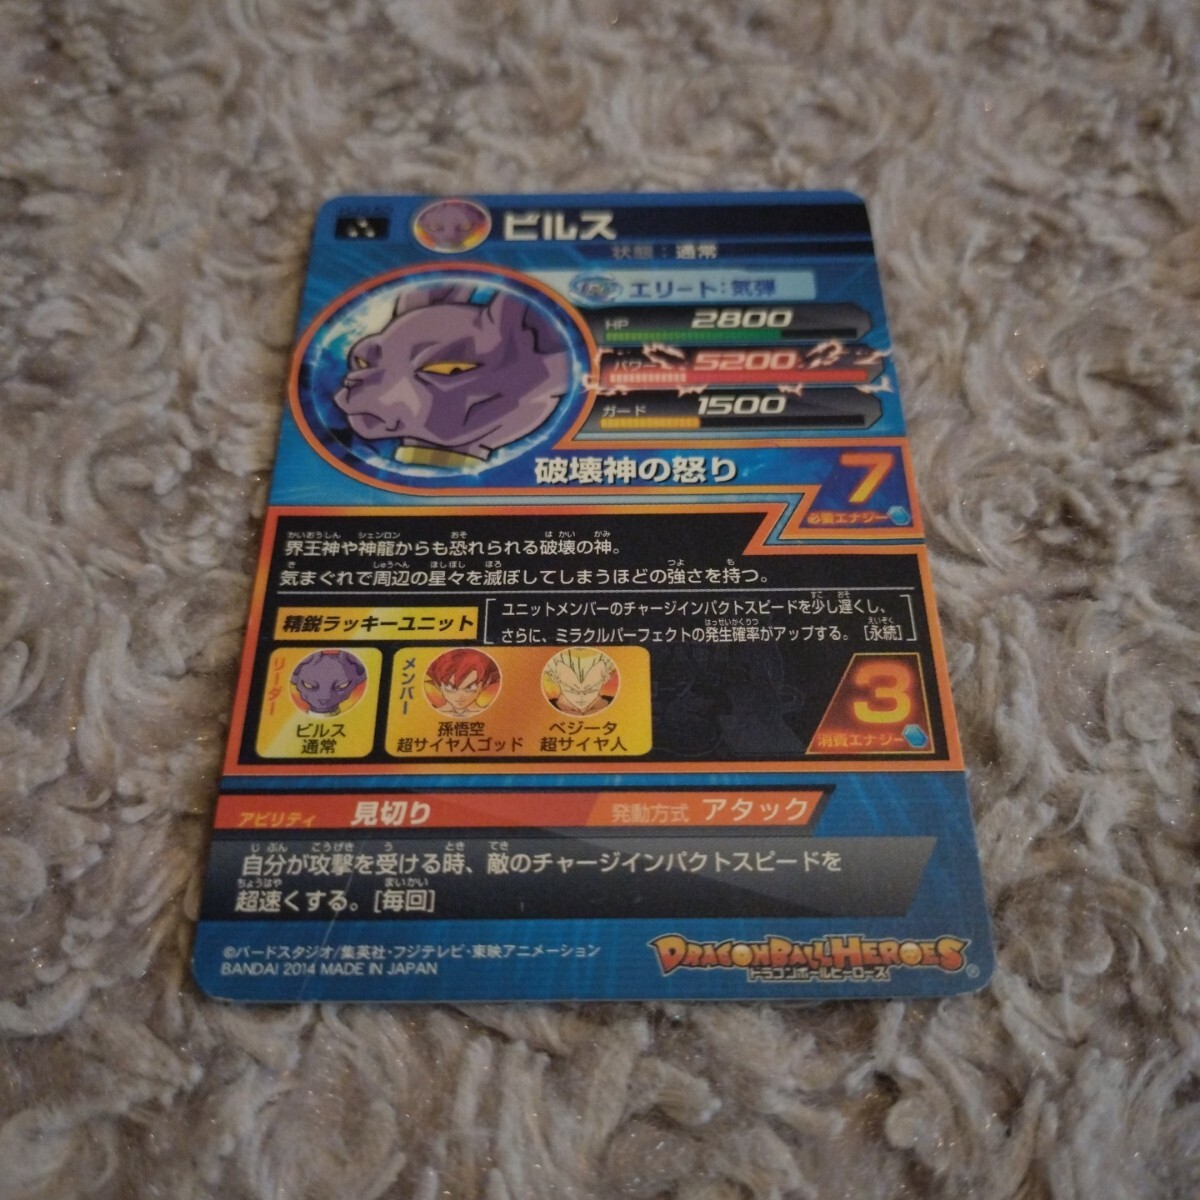 ビルス
状態：通常
エリート：気弾
HP 2800
パワー 5200
ガード 1500
破壊神の怒り
7
必要エナジー
界王神や神龍からも恐れられる破壊の神。
気まぐれで周辺の星々を滅ぼしてしまうほどの強さを持つ。
精鋭ラッキーユニット
ユニットメンバーのチャージインパクトスピードを少し遅くし、
さらに、ミラクルパーフェクトの発生確率がアップする。［永続］
リーダー
ビルス
通常
メンバー
孫悟空
超サイヤ人ゴッド
ベジータ
超サイヤ人
3
消費エナジー
アビリティ 見切り 発動方式 アタック
自分が攻撃を受ける時、敵のチャージインパクトスピードを
超速くする。[毎回]
©バードスタジオ/集英社・フジテレビ・東映アニメーション
BANDAI 2014 MADE IN JAPAN
DRAGONBALL HEROES
ドラゴンボールヒーローズ
®